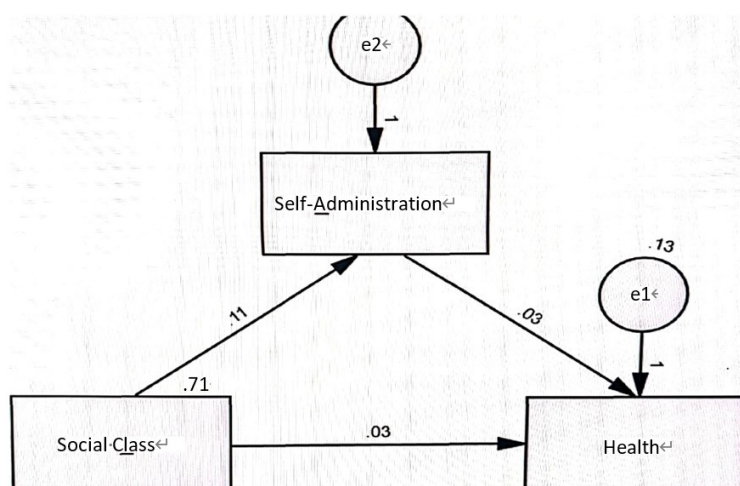 e2
1
Self-Administration
.13
e1
.11
.03
1
.71
Social Class
.03
Health